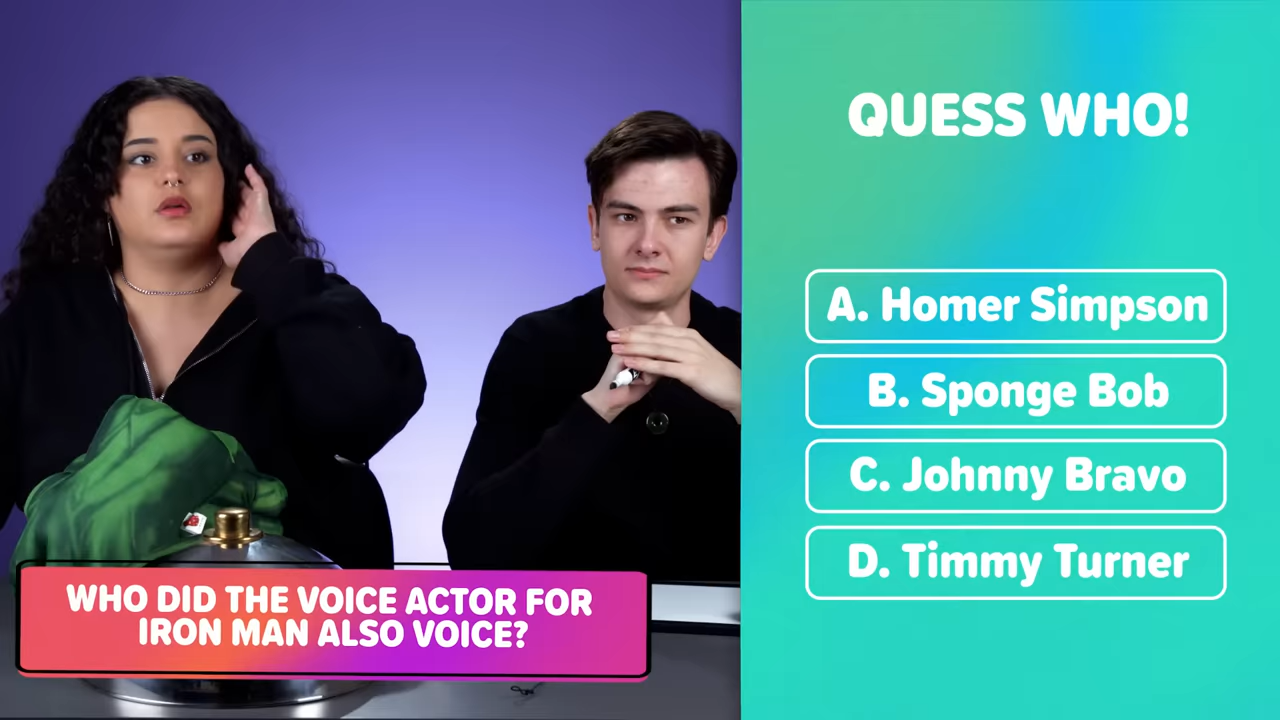 QUESS WHO!
A. Homer Simpson
B. Sponge Bob
C. Johnny Bravo
D. Timmy Turner
WHO DID THE VOICE ACTOR FOR
IRON MAN ALSO VOICE?